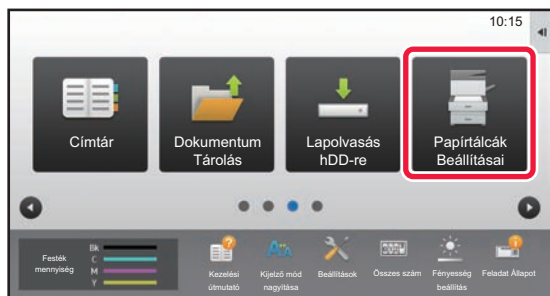 10:15
Címtár
Dokumentum
Tárolás
Lapolvasás
hDD-re
Papírtálcák
Beállításai
Festék
mennyiség
Bk
C
M
Y
Kezelési
útmutató
Kijelző mód
nagyítása
Beállítások
Összes szám
Fényesség
beállítás
Feladat Állapot